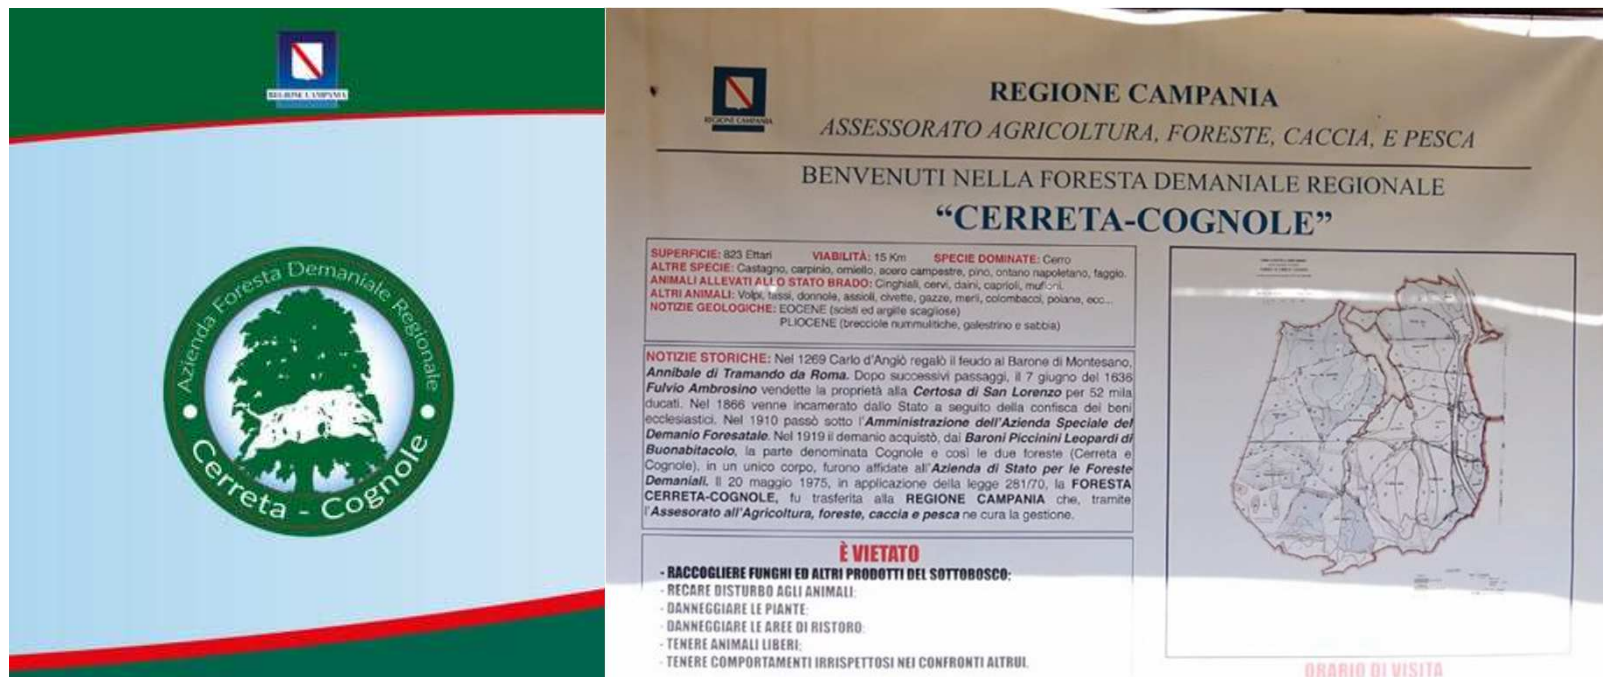 REGIONE CAMPANIA
Azienda Foresta Demaniale Regionale
Cerreta - Cognole
REGIONE CAMPANIA
REGIONE CAMPANIA
ASSESSORATO AGRICOLTURA, FORESTE, CACCIA, E PESCA
BENVENUTI NELLA FORESTA DEMANIALE REGIONALE
“CERRETA-COGNOLE”
SUPERFICIE: 823 Ettari VIABILITÀ: 15 Km SPECIE DOMINATE: Cerro
ALTRE SPECIE: Castagno, carpinio, orniello, acero campestre, pino, ontano napoletano, faggio.
ANIMALI ALLEVATI ALLO STATO BRADO: Cinghiali, cervi, daini, caprioli, mufloni.
ALTRI ANIMALI: Volpi, tassi, donnole, assioli, civette, gazze, merli, colombacci, poiane, ecc...
NOTIZIE GEOLOGICHE: EOCENE (scisti ed argille scagliose)
PLIOCENE (brecciole nummulitiche, galestrino e sabbia)
NOTIZIE STORICHE: Nel 1269 Carlo d'Angiò regalò il feudo al Barone di Montesano,
Annibale di Tramando da Roma. Dopo successivi passaggi, il 7 giugno del 1636
Fulvio Ambrosino vendette la proprietà alla Certosa di San Lorenzo per 52 mila
ducati. Nel 1866 venne incamerato dallo Stato a seguito della confisca dei beni
ecclesiastici. Nel 1910 passò sotto l'Amministrazione dell'Azienda Speciale del
Demanio Foresatale. Nel 1919 il demanio acquistò, dai Baroni Piccinini Leopardi di
Buonabitacolo, la parte denominata Cognole e così le due foreste (Cerreta e
Cognole), in un unico corpo, furono affidate all'Azienda di Stato per le Foreste
Demaniali. Il 20 maggio 1975, in applicazione della legge 281/70, la FORESTA
CERRETA-COGNOLE, fu trasferita alla REGIONE CAMPANIA che, tramite
l'Assesorato all'Agricoltura, foreste, caccia e pesca ne cura la gestione.
È VIETATO
- RACCOGLIERE FUNGHI ED ALTRI PRODOTTI DEL SOTTOBOSCO;
- RECARE DISTURBO AGLI ANIMALI;
- DANNEGGIARE LE PIANTE;
- DANNEGGIARE LE AREE DI RISTORO;
- TENERE ANIMALI LIBERI;
- TENERE COMPORTAMENTI IRRISPETTOSI NEI CONFRONTI ALTRUI.
ORARIO DI VISITA